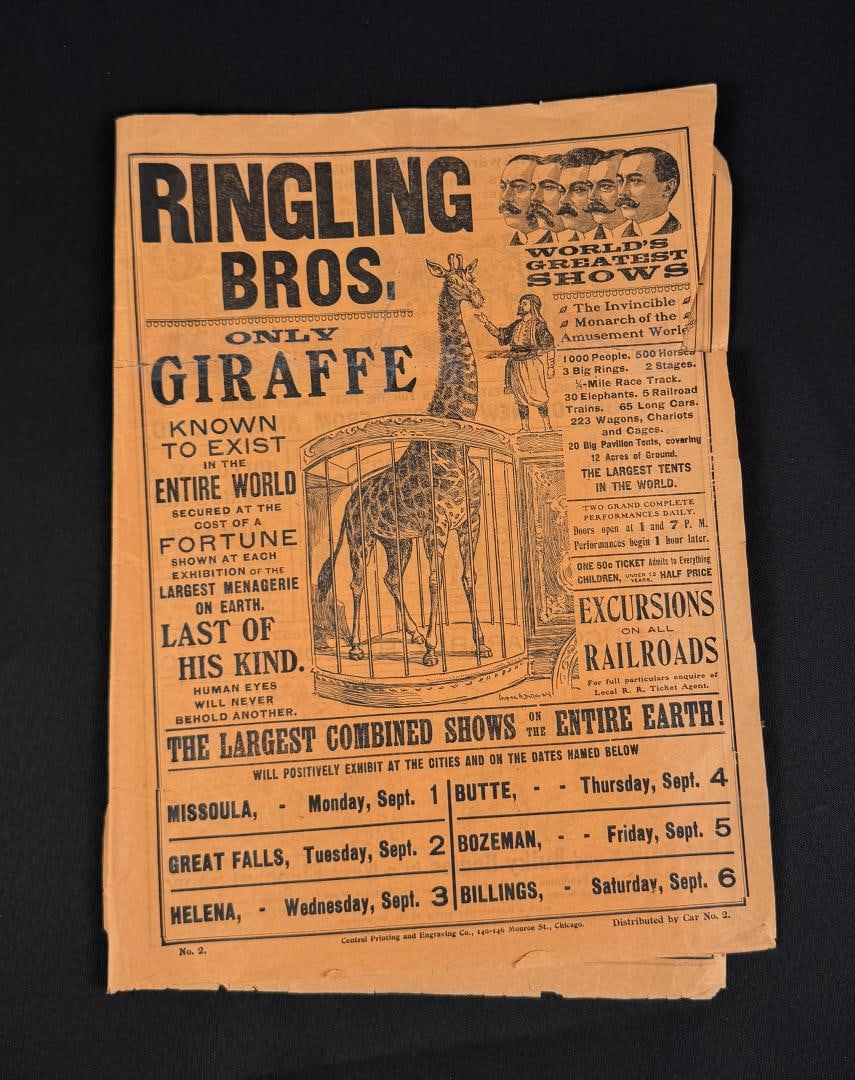 RINGLING
BROS.
WORLD'S
GREATEST
SHOWS
ONLY
GIRAFFE
KNOWN
TO EXIST
IN THE
ENTIRE WORLD
SECURED AT THE
COST OF A
FORTUNE
SHOWN AT EACH
EXHIBITION OF THE
LARGEST MENAGERIE
ON EARTH.
LAST OF
HIS KIND.
HUMAN EYES
WILL NEVER
BEHOLD ANOTHER.
The Invincible
Monarch of the
Amusement World
1000 People. 500 Horses
3 Big Rings. 2 Stages.
¼-Mile Race Track.
30 Elephants. 5 Railroad
Trains. 65 Long Cars.
223 Wagons, Chariots
and Cages.
20 Big Pavilion Tents, covering
12 Acres of Ground.
THE LARGEST TENTS
IN THE WORLD.
TWO GRAND COMPLETE
PERFORMANCES DAILY.
Doors open at 1 and 7 P. M.
Performances begin 1 hour later.
ONE 50c TICKET Admits to Everything
CHILDREN, UNDER 12 YEARS, HALF PRICE
EXCURSIONS
ON ALL
RAILROADS
For full particulars enquire of
Local R. R. Ticket Agent.
THE LARGEST COMBINED SHOWS ON THE ENTIRE EARTH!
WILL POSITIVELY EXHIBIT AT THE CITIES AND ON THE DATES NAMED BELOW
MISSOULA, - Monday, Sept. 1
GREAT FALLS, Tuesday, Sept. 2
HELENA, - Wednesday, Sept. 3
BUTTE, - - Thursday, Sept. 4
BOZEMAN, - - Friday, Sept. 5
BILLINGS, - Saturday, Sept. 6
No. 2.
Central Printing and Engraving Co., 140-146 Monroe St., Chicago.
Distributed by Car No. 2.